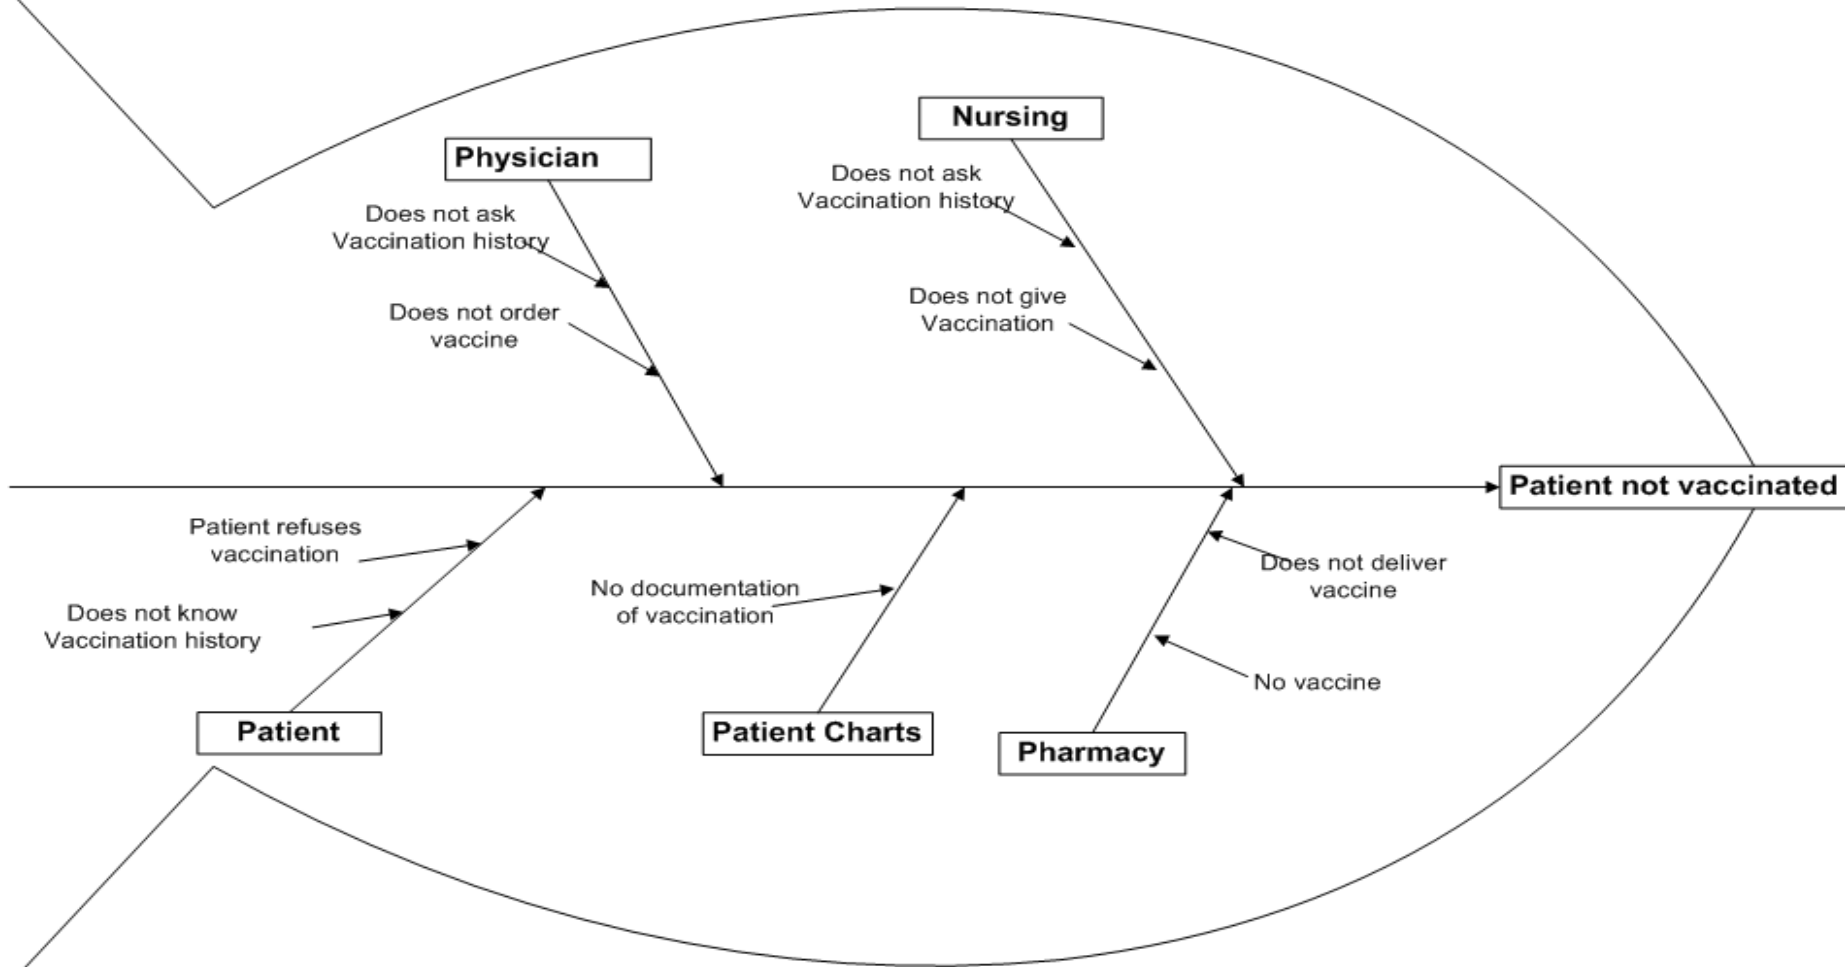 Nursing
Physician
Does not ask
Vaccination history
Does not ask
Vaccination history
Does not order
vaccine
Does not give
Vaccination
Patient not vaccinated
Patient refuses
vaccination
Does not know
Vaccination history
No documentation
of vaccination
Does not deliver
vaccine
No vaccine
Patient
Patient Charts
Pharmacy